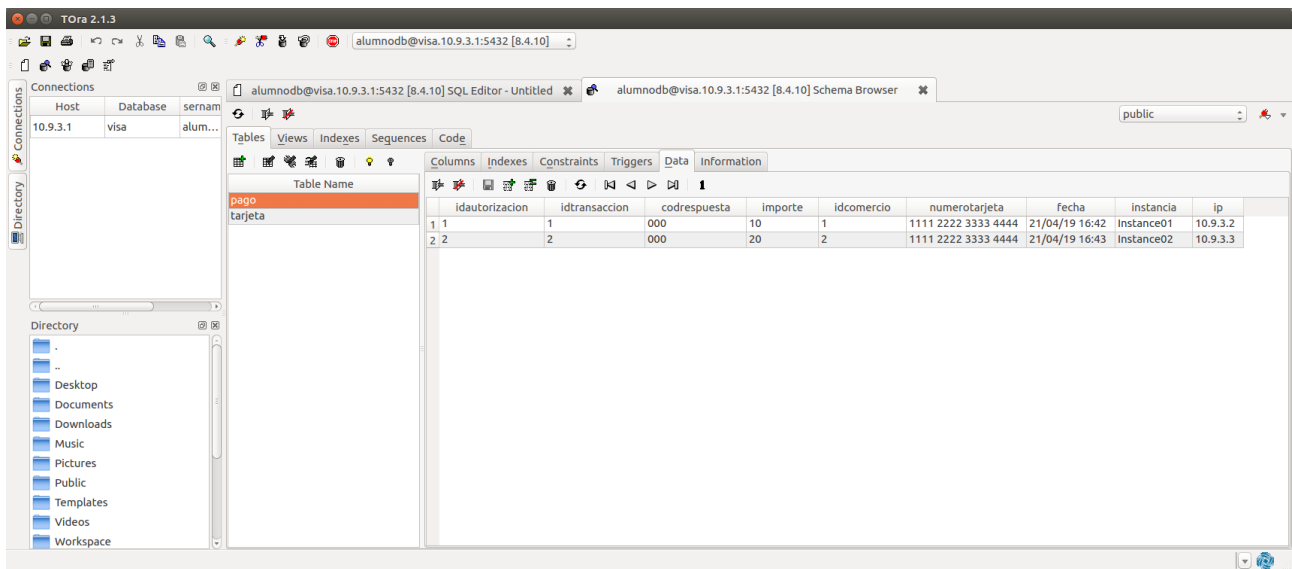 TOra 2.1.3
alumnodb@visa.10.9.3.1:5432 [8.4.10]
Connections
Directory
Connections
Host Database sernam
10.9.3.1 visa alum...
Directory
.
..
Desktop
Documents
Downloads
Music
Pictures
Public
Templates
Videos
Workspace
alumnodb@visa.10.9.3.1:5432 [8.4.10] SQL Editor - Untitled alumnodb@visa.10.9.3.1:5432 [8.4.10] Schema Browser
public
Tables Views Indexes Sequences Code
Table Name
pago
tarjeta
Columns Indexes Constraints Triggers Data Information
1
idautorizacion idtransaccion codrespuesta importe idcomercio numerotarjeta fecha instancia ip
1 1 1 000 10 1 1111 2222 3333 4444 21/04/19 16:42 Instance01 10.9.3.2
2 2 2 000 20 2 1111 2222 3333 4444 21/04/19 16:43 Instance02 10.9.3.3